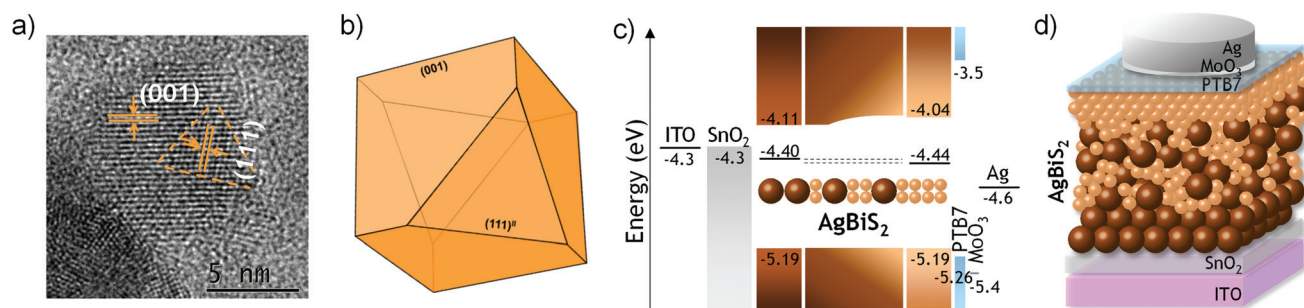 a)
(001)
(111)
5 nm
b)
(001)
(111)ᴵᴵ
c)
Energy (eV)
ITO
-4.3
SnO₂
-4.3
-4.11
-4.40
-5.19
-4.04
-4.44
-5.19
AgBiS₂
-3.5
PTB7
MoO₃
-5.26
-5.4
Ag
-4.6
d)
Ag
MoO₃
PTB7
AgBiS₂
SnO₂
ITO